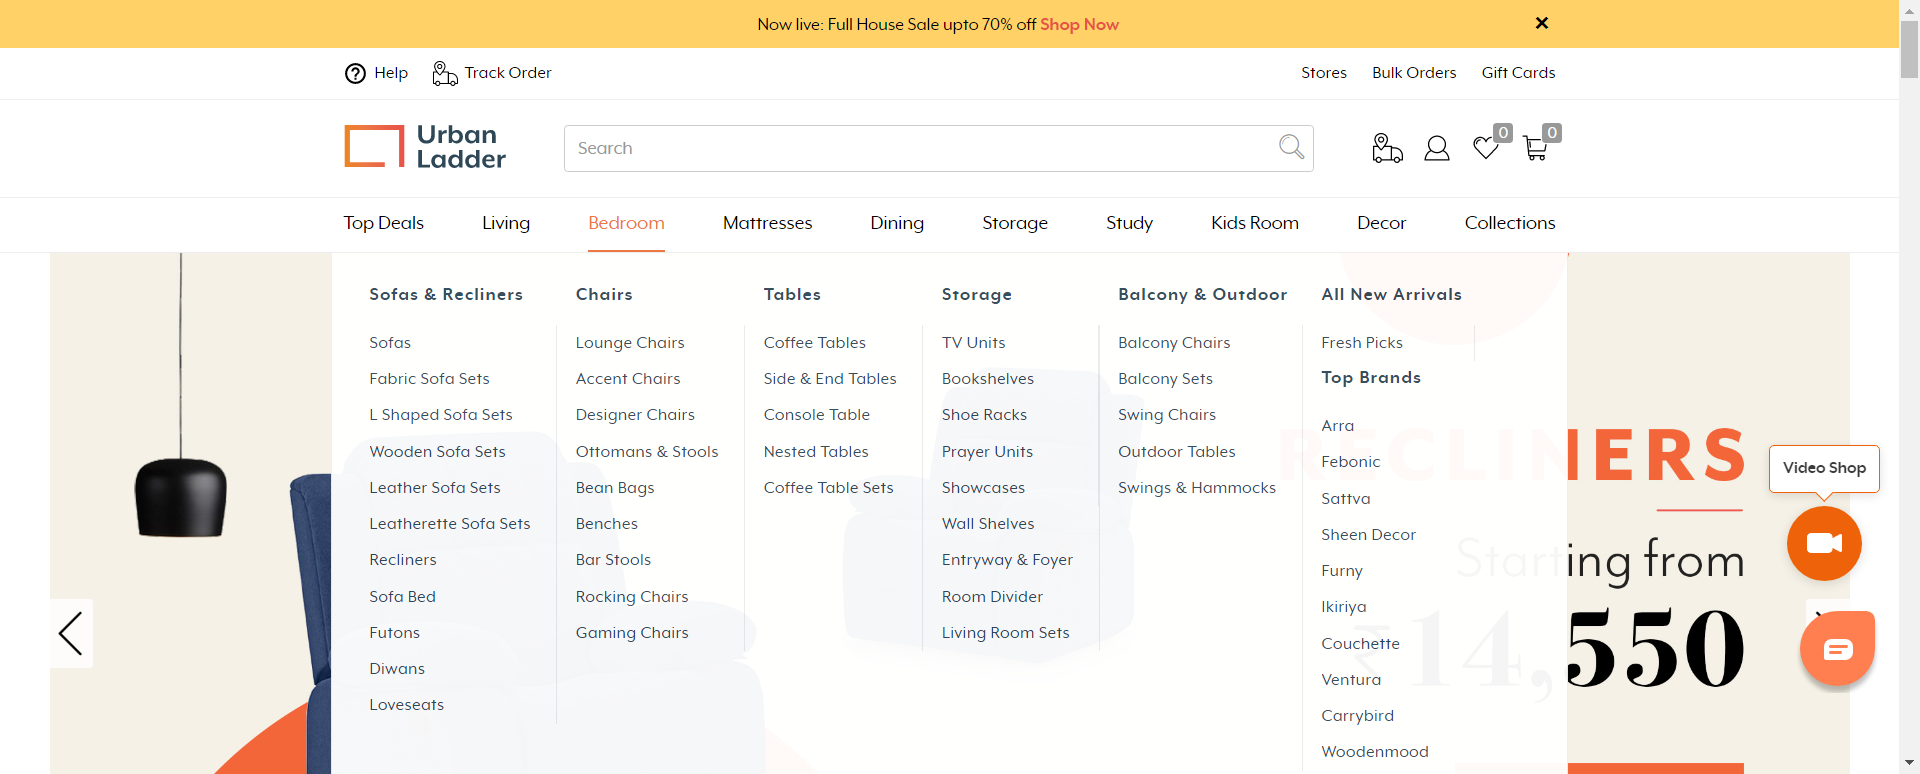 Now live: Full House Sale upto 70% off Shop Now
Help
Track Order
Stores
Bulk Orders
Gift Cards
Urban
Ladder
Search
0
0
Top Deals
Living
Bedroom
Mattresses
Dining
Storage
Study
Kids Room
Decor
Collections
Sofas & Recliners
Sofas
Fabric Sofa Sets
L Shaped Sofa Sets
Wooden Sofa Sets
Leather Sofa Sets
Leatherette Sofa Sets
Recliners
Sofa Bed
Futons
Diwans
Loveseats
Chairs
Lounge Chairs
Accent Chairs
Designer Chairs
Ottomans & Stools
Bean Bags
Benches
Bar Stools
Rocking Chairs
Gaming Chairs
Tables
Coffee Tables
Side & End Tables
Console Table
Nested Tables
Coffee Table Sets
Storage
TV Units
Bookshelves
Shoe Racks
Prayer Units
Showcases
Wall Shelves
Entryway & Foyer
Room Divider
Living Room Sets
Balcony & Outdoor
Balcony Chairs
Balcony Sets
Swing Chairs
Outdoor Tables
Swings & Hammocks
All New Arrivals
Fresh Picks
Top Brands
Arra
Febonic
Sattva
Sheen Decor
Furny
Ikiriya
Couchette
Ventura
Carrybird
Woodenmood
RECLINERS
Starting from
₹14,550
Video Shop